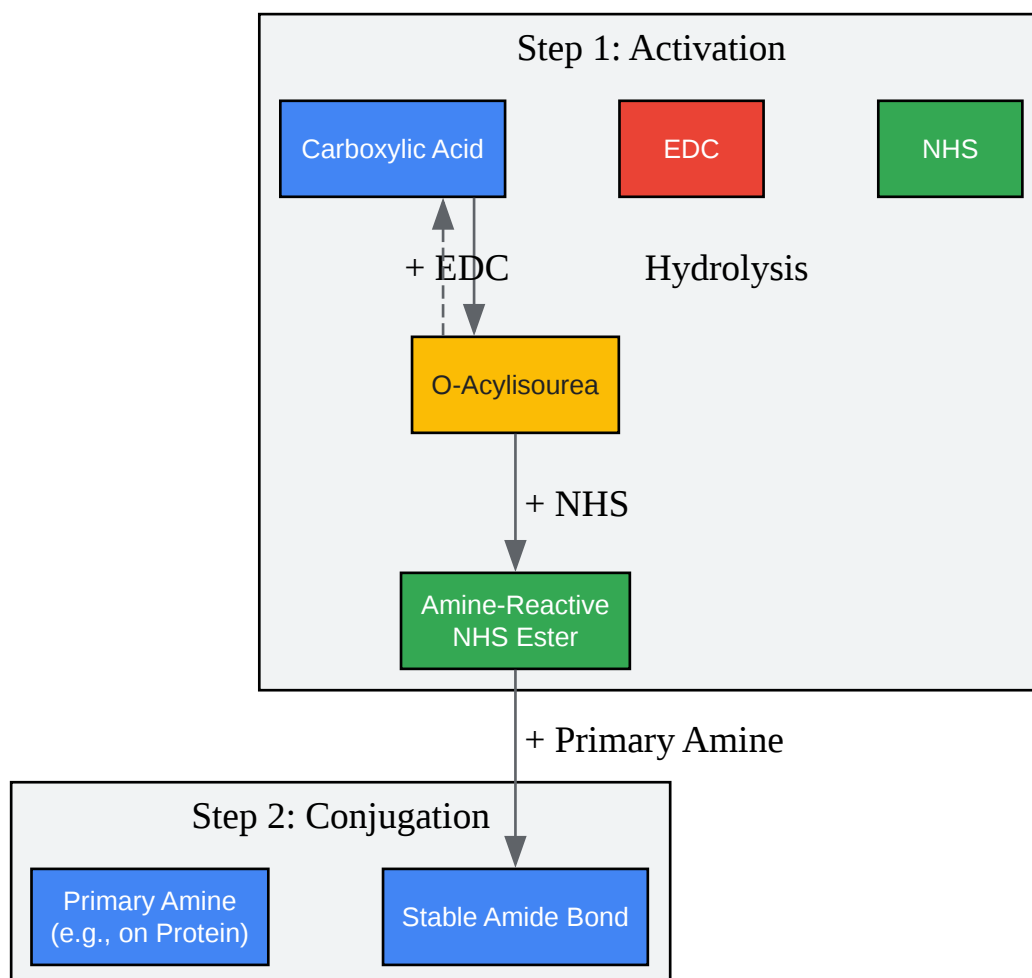 Step 1: Activation
Carboxylic Acid
EDC
NHS
+ EDC
Hydrolysis
O-Acylisourea
+ NHS
Amine-Reactive
NHS Ester
+ Primary Amine
Step 2: Conjugation
Primary Amine
(e.g., on Protein)
Stable Amide Bond